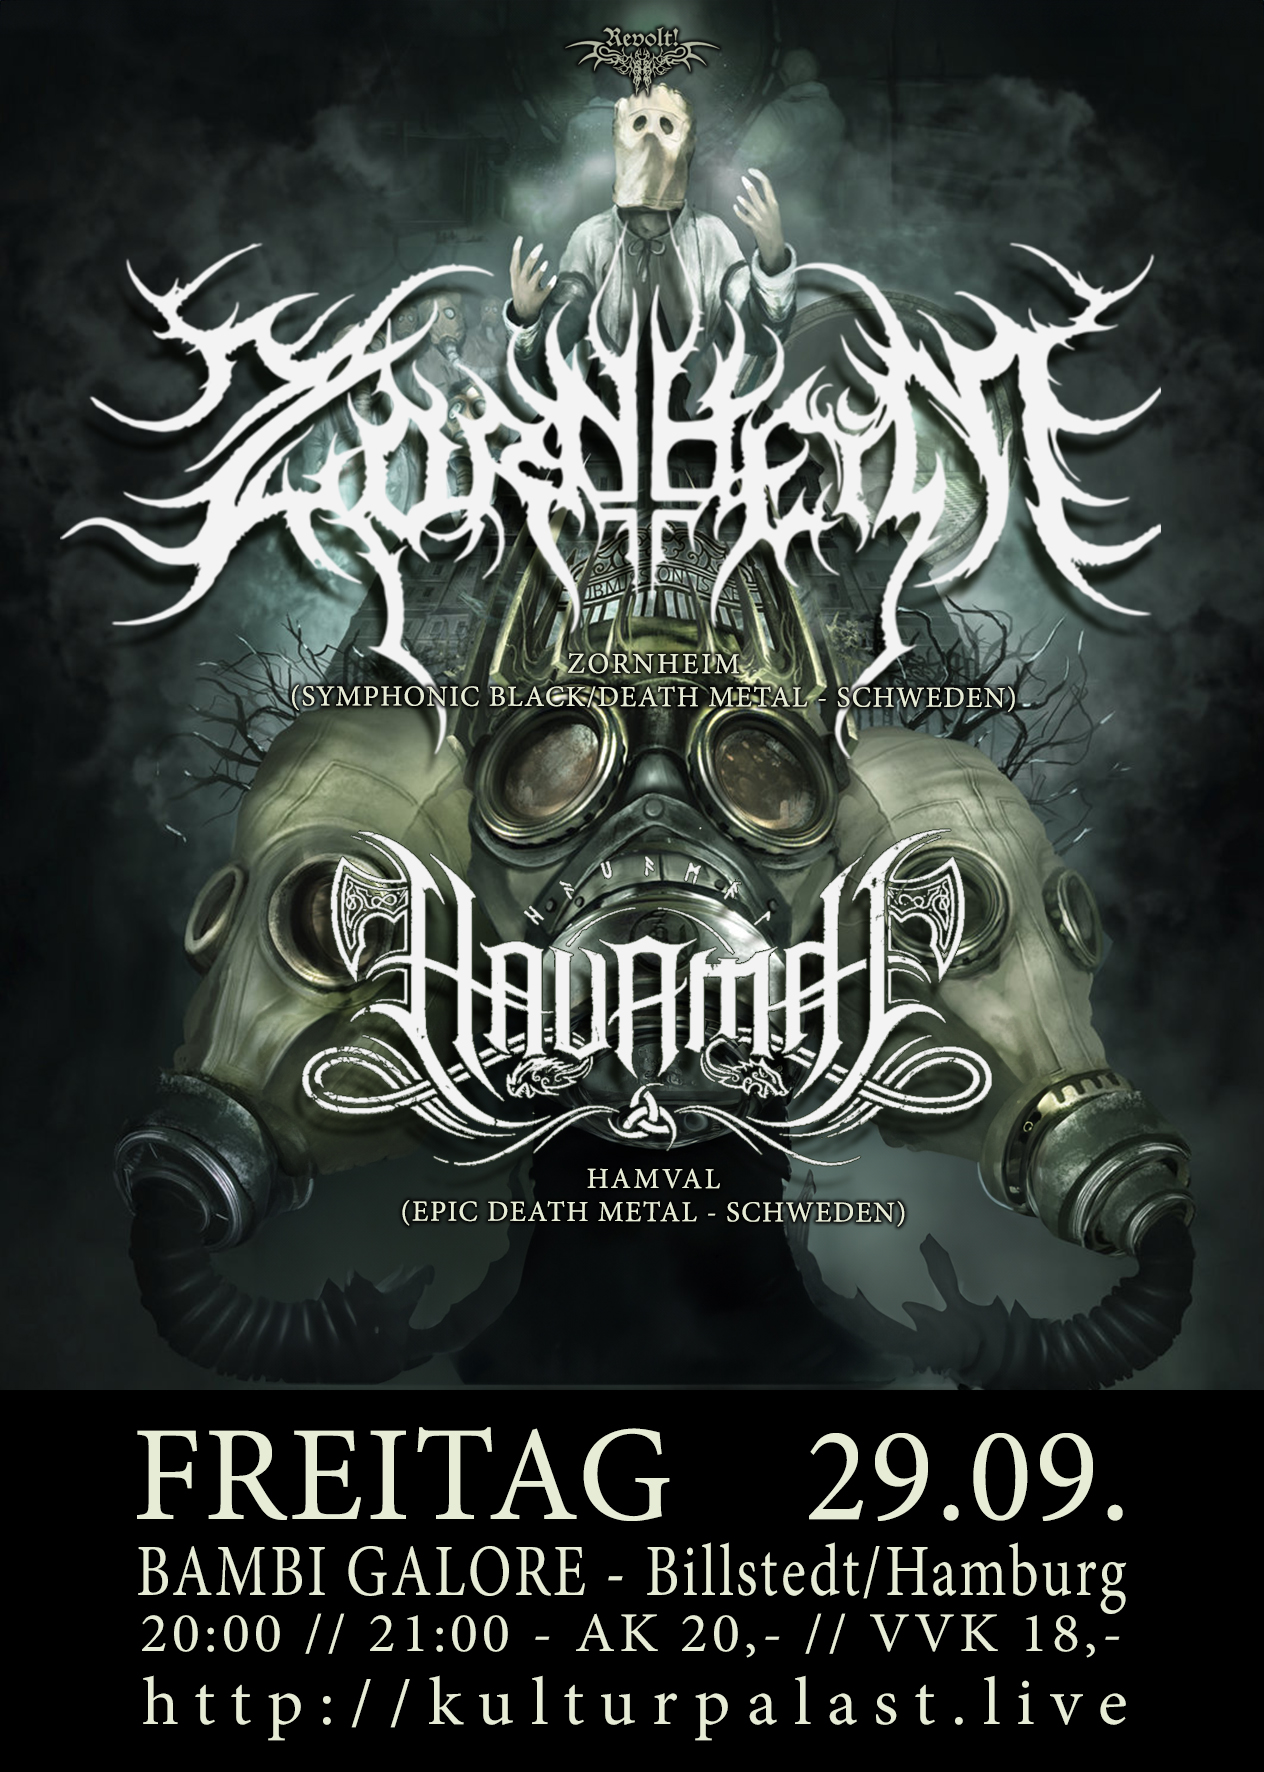 Revolt!
ZORNHEYM
ZORNHEIM
(SYMPHONIC BLACK/DEATH METAL - SCHWEDEN)
HAVAMAL
HAMVAL
(EPIC DEATH METAL - SCHWEDEN)
FREITAG 29.09.
BAMBI GALORE - Billstedt/Hamburg
20:00 // 21:00 - AK 20,- // VVK 18,-
http://kulturpalast.live